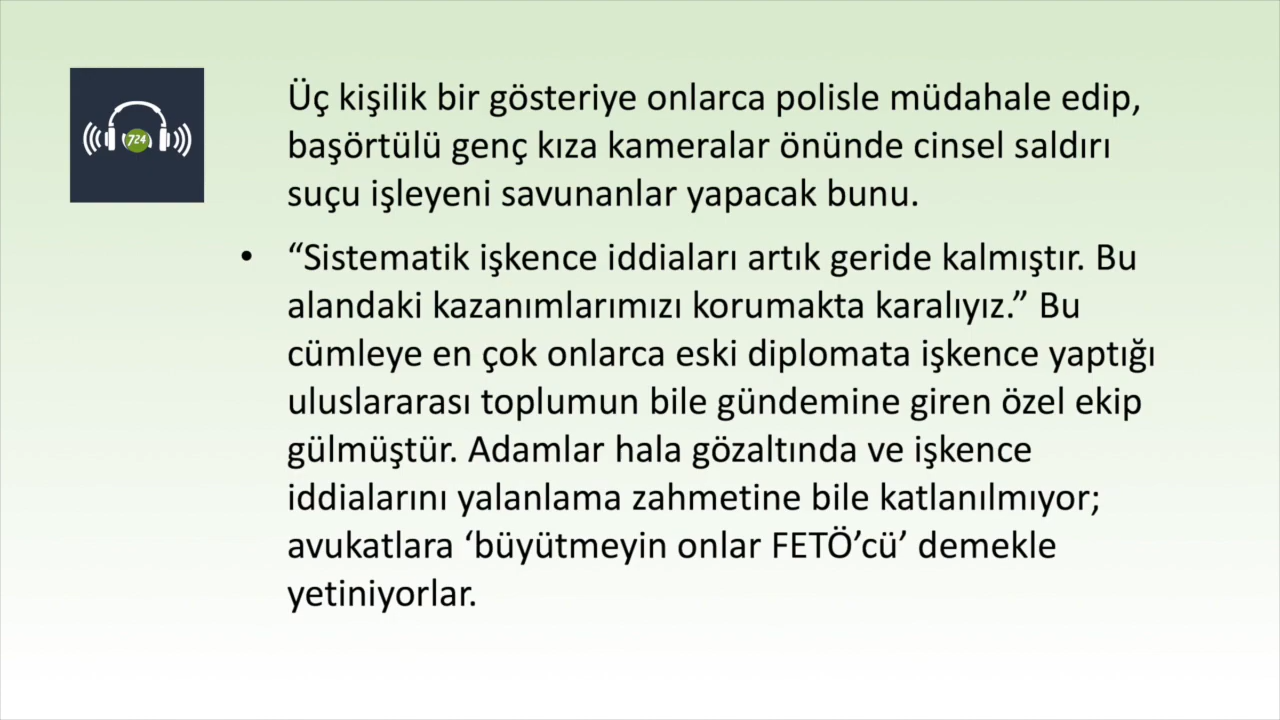 724
Üç kişilik bir gösteriye onlarca polisle müdahale edip,
başörtülü genç kıza kameralar önünde cinsel saldırı
suçu işleyeni savunanlar yapacak bunu.
• “Sistematik işkence iddiaları artık geride kalmıştır. Bu
alandaki kazanımlarımızı korumakta karalıyız.” Bu
cümleye en çok onlarca eski diplomata işkence yaptığı
uluslararası toplumun bile gündemine giren özel ekip
gülmüştür. Adamlar hala gözaltında ve işkence
iddialarını yalanlama zahmetine bile katlanılmıyor;
avukatlara ‘büyütmeyin onlar FETÖ’cü’ demekle
yetiniyorlar.